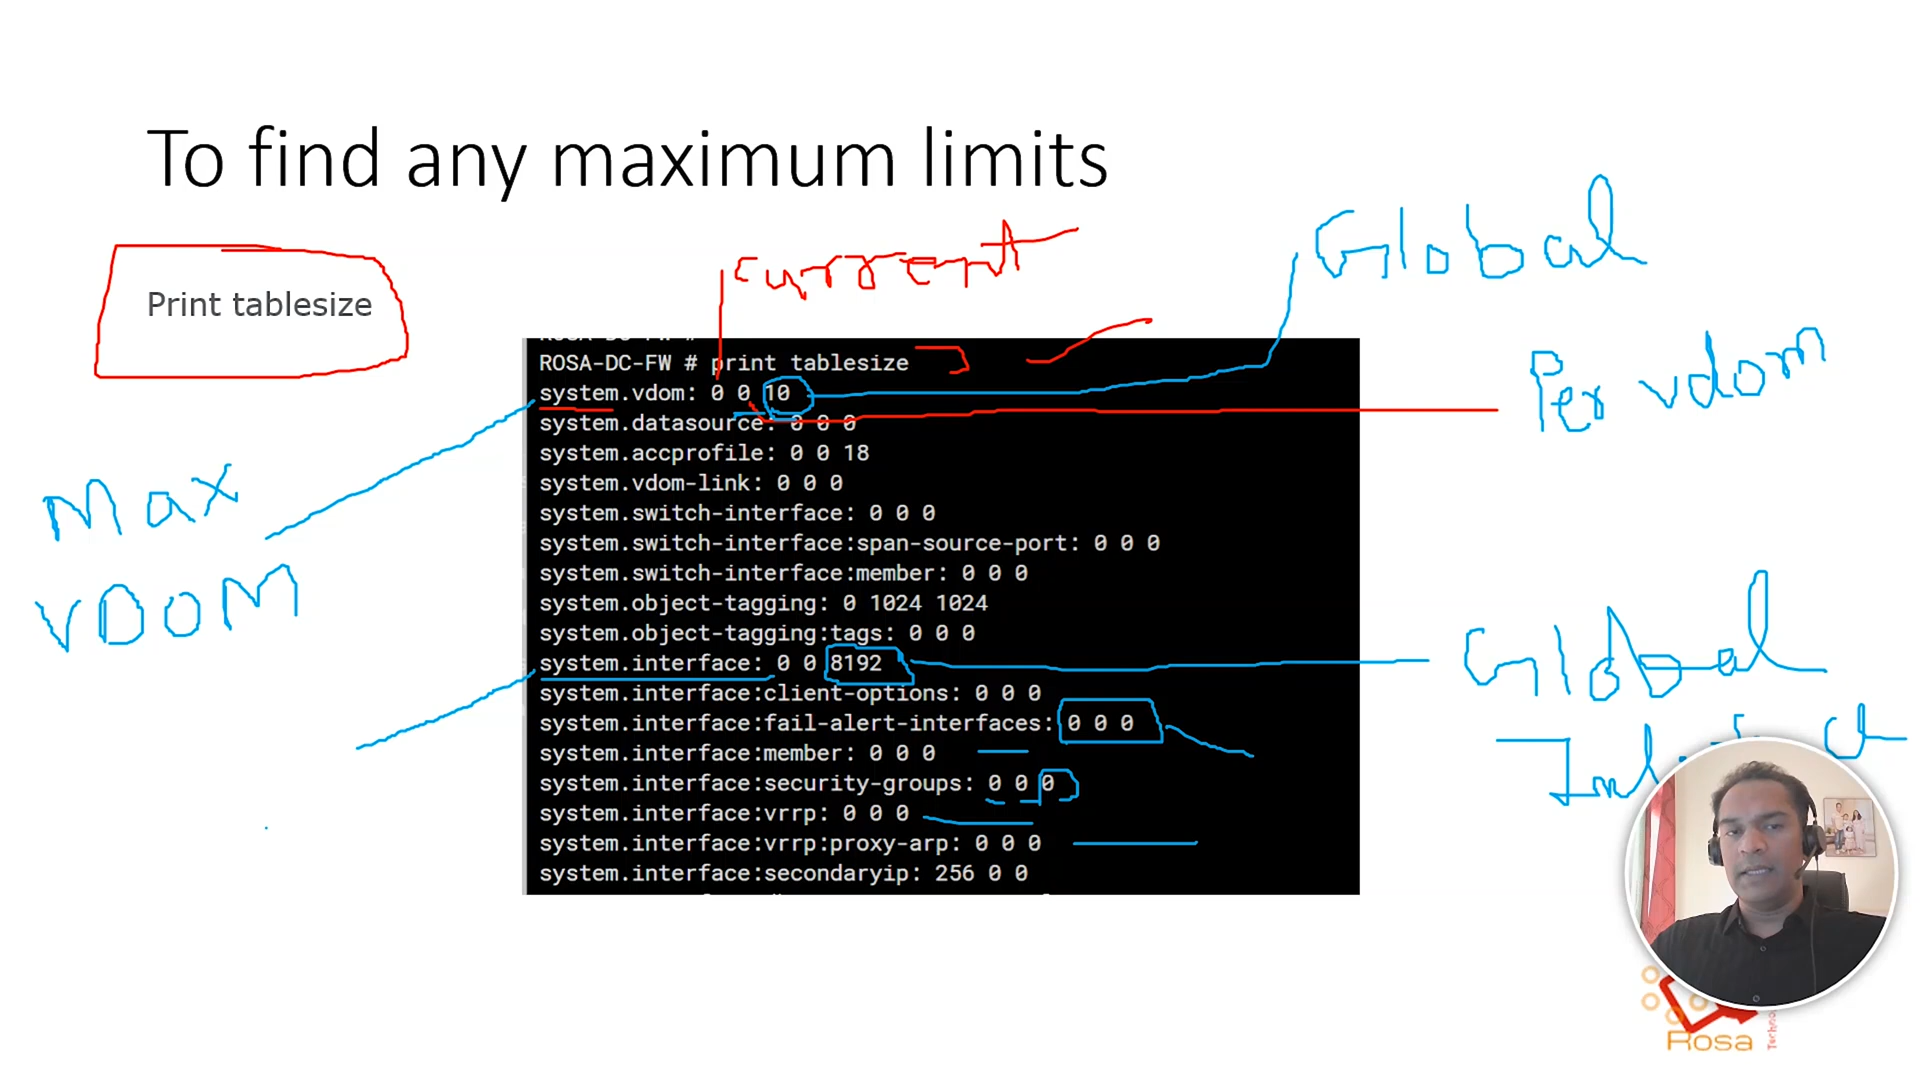 To find any maximum limits
Print tablesize
current
Global
Per vdom
Max
VDOM
ROSA-DC-FW # print tablesize
system.vdom: 0 0 10
system.datasource: 0 0 0
system.accprofile: 0 0 18
system.vdom-link: 0 0 0
system.switch-interface: 0 0 0
system.switch-interface:span-source-port: 0 0 0
system.switch-interface:member: 0 0 0
system.object-tagging: 0 1024 1024
system.object-tagging:tags: 0 0 0
system.interface: 0 0 8192
system.interface:client-options: 0 0 0
system.interface:fail-alert-interfaces: 0 0 0
system.interface:member: 0 0 0
system.interface:security-groups: 0 0 0
system.interface:vrrp: 0 0 0
system.interface:vrrp:proxy-arp: 0 0 0
system.interface:secondaryip: 256 0 0
Global
Rosa